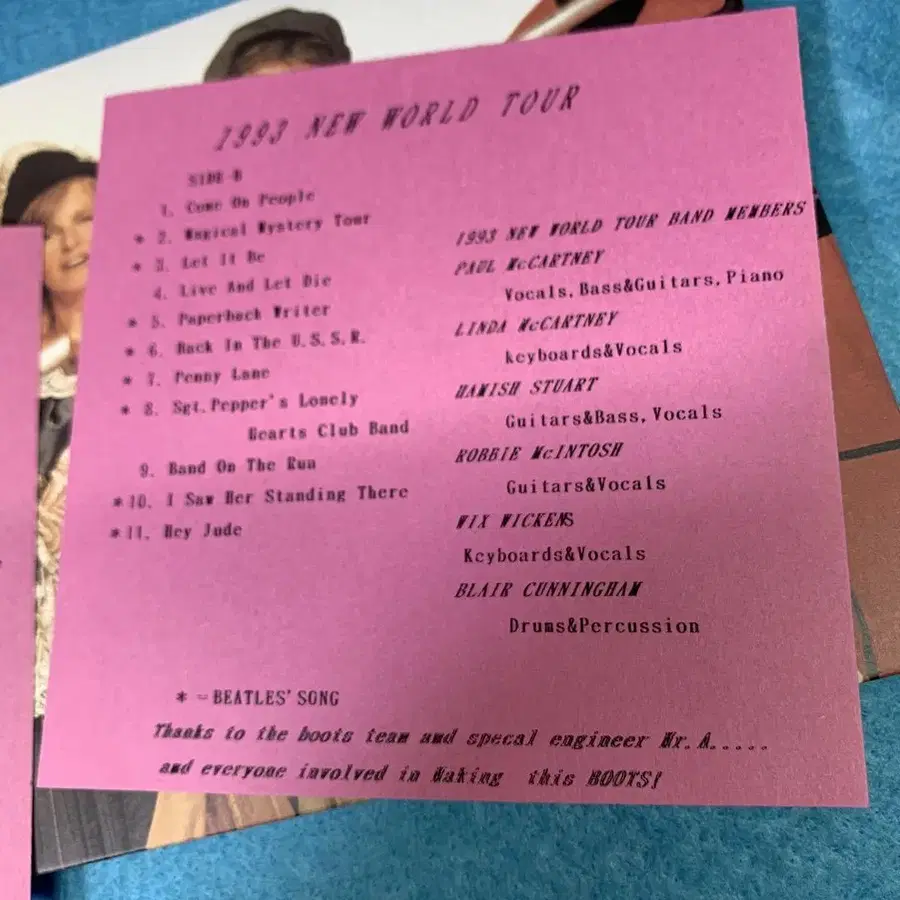 1993 NEW WORLD TOUR
SIDE-B
1. Come On People
* 2. Magical Mystery Tour
* 3. Let It Be
4. Live And Let Die
* 5. Paperback Writer
* 6. Back In The U.S.S.R.
* 7. Penny Lane
* 8. Sgt.Pepper's Lonely
Hearts Club Band
9. Band On The Run
*10. I Saw Her Standing There
*11. Hey Jude
1993 NEW WORLD TOUR BAND MEMBERS
PAUL McCARTNEY
Vocals,Bass&Guitars,Piano
LINDA McCARTNEY
keyboards&Vocals
HAMISH STUART
Guitars&Bass,Vocals
ROBBIE McINTOSH
Guitars&Vocals
WIX WICKENS
Keyboards&Vocals
BLAIR CUNNINGHAM
Drums&Percussion
* =BEATLES' SONG
Thanks to the boots team and specal engineer Mr.A.....
and everyone involved in Making this BOOTS!